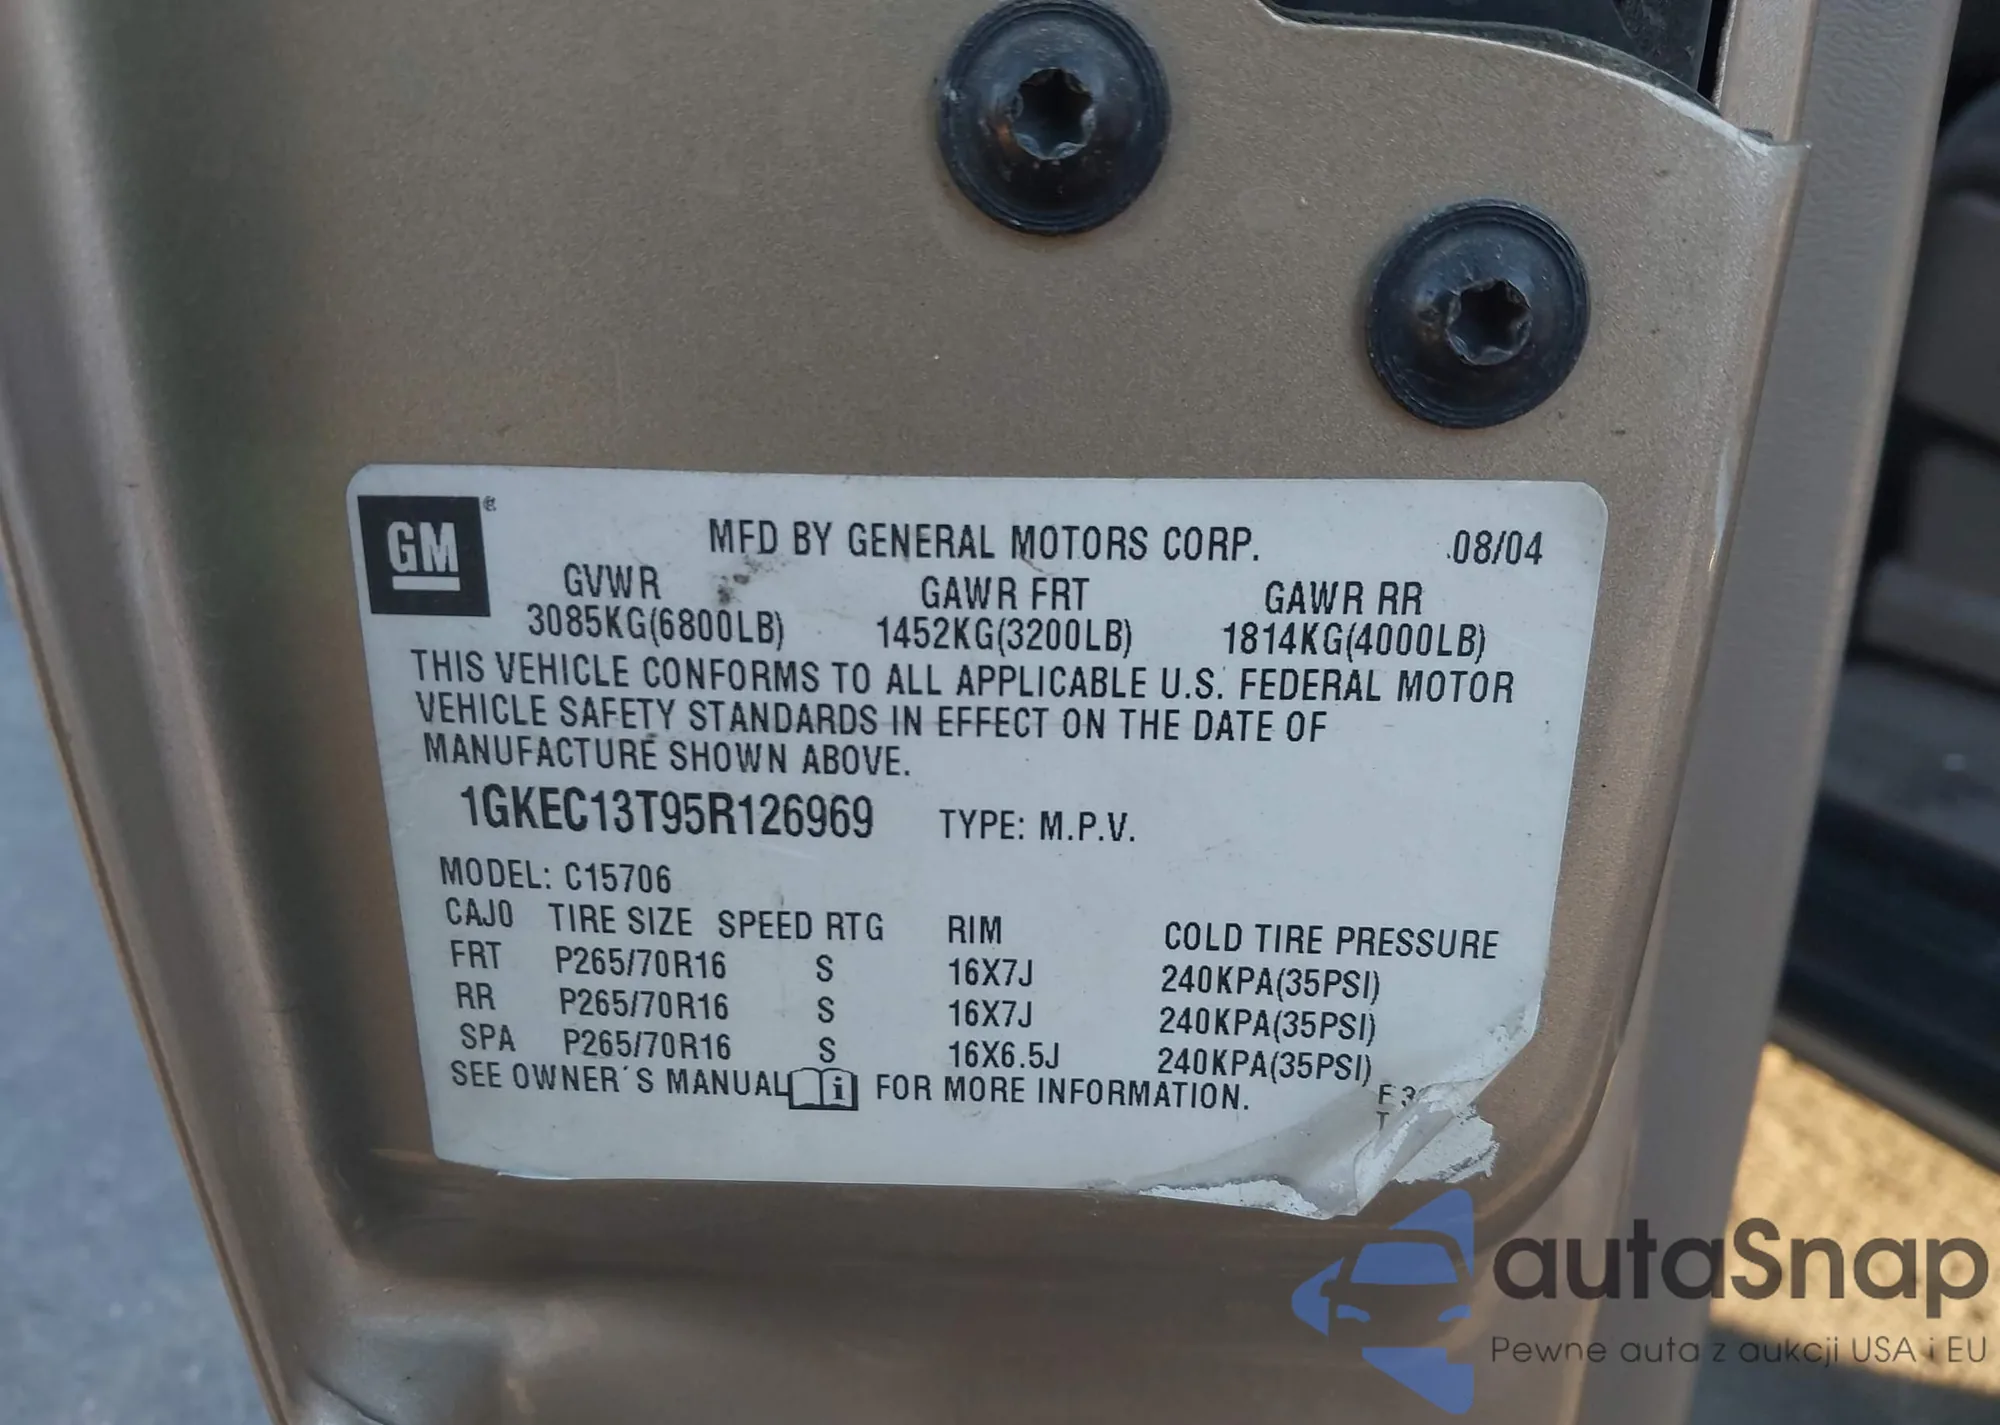 GM ®
MFD BY GENERAL MOTORS CORP. 08/04
GVWR GAWR FRT GAWR RR
3085KG(6800LB) 1452KG(3200LB) 1814KG(4000LB)
THIS VEHICLE CONFORMS TO ALL APPLICABLE U.S. FEDERAL MOTOR
VEHICLE SAFETY STANDARDS IN EFFECT ON THE DATE OF
MANUFACTURE SHOWN ABOVE.
1GKEC13T95R126969 TYPE: M.P.V.
MODEL: C15706
CAJ0 TIRE SIZE SPEED RTG RIM COLD TIRE PRESSURE
FRT P265/70R16 S 16X7J 240KPA(35PSI)
RR P265/70R16 S 16X7J 240KPA(35PSI)
SPA P265/70R16 S 16X6.5J 240KPA(35PSI)
SEE OWNER'S MANUAL i FOR MORE INFORMATION.
autaSnap
Pewne auta z aukcji USA i EU